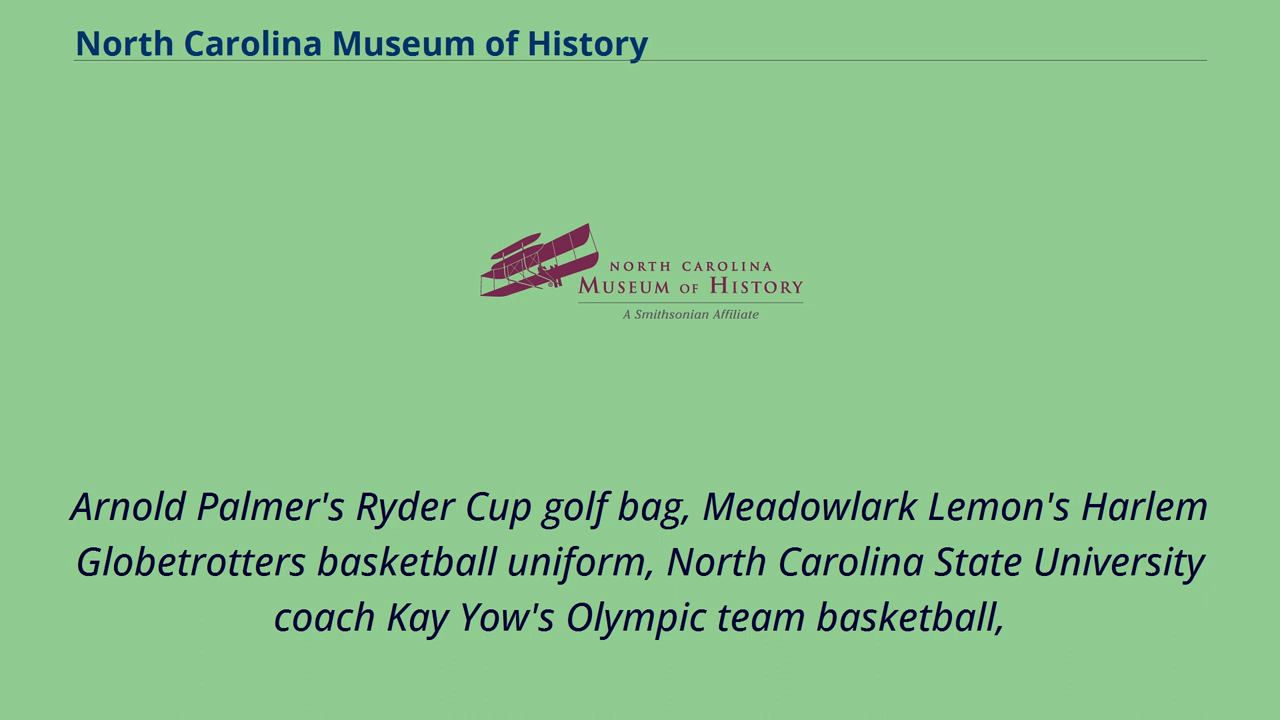 North Carolina Museum of History
NORTH CAROLINA
MUSEUM OF HISTORY
A Smithsonian Affiliate
Arnold Palmer's Ryder Cup golf bag, Meadowlark Lemon's Harlem
Globetrotters basketball uniform, North Carolina State University
coach Kay Yow's Olympic team basketball,